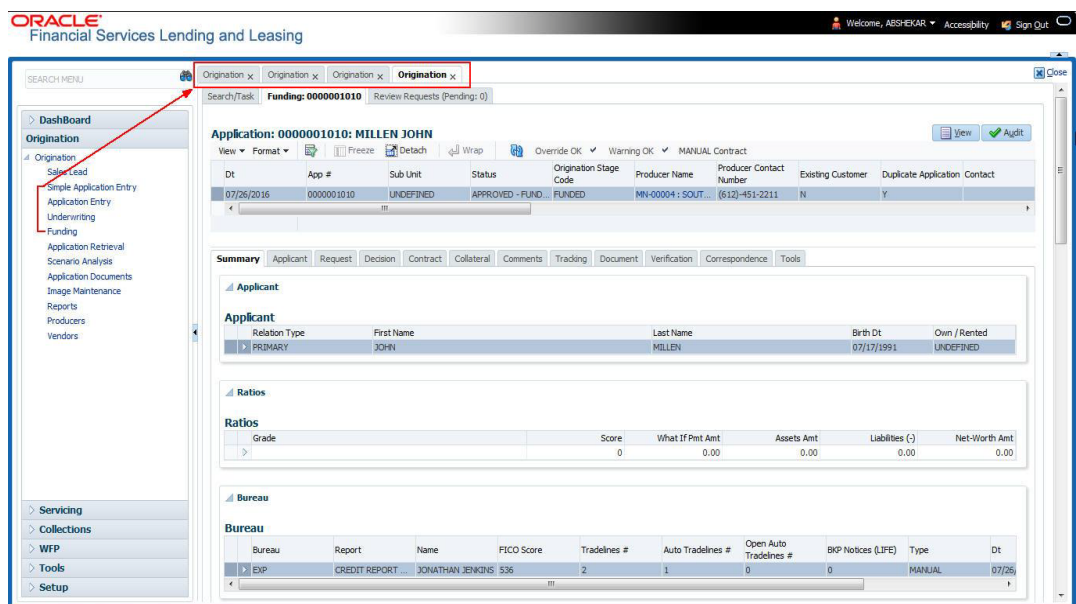 ORACLE
Financial Services Lending and Leasing
Welcome, ABSHEKAR Accessibility Sign Out
SEARCH MENU
Origination x Origination x Origination x Origination x
Close
Search/Task Funding: 0000001010 Review Requests (Pending: 0)
DashBoard
Origination
Origination
Sales Lead
Simple Application Entry
Application Entry
Underwriting
Funding
Application Retrieval
Scenario Analysis
Application Documents
Image Maintenance
Reports
Producers
Vendors
Servicing
Collections
WFP
Tools
Setup
Application: 0000001010: MILLEN JOHN
View Audit
View Format Freeze Detach Wrap Override OK Warning OK MANUAL Contract
Dt App # Sub Unit Status Origination Stage Code Producer Name Producer Contact Number Existing Customer Duplicate Application Contact
07/26/2016 0000001010 UNDEFINED APPROVED - FUND... FUNDED MN-00004 : SOUT... (612)-451-2211 N Y
Summary Applicant Request Decision Contract Collateral Comments Tracking Document Verification Correspondence Tools
Applicant
Applicant
Relation Type First Name Last Name Birth Dt Own / Rented
PRIMARY JOHN MILLEN 07/17/1991 UNDEFINED
Ratios
Ratios
Grade Score What If Pmt Amt Assets Amt Liabilities (-) Net-Worth Amt
0 0.00 0.00 0.00 0.00
Bureau
Bureau
Bureau Report Name FICO Score Tradelines # Auto Tradelines # Open Auto Tradelines # BKP Notices (LIFE) Type Dt
EXP CREDIT REPORT ... JONATHAN JENKINS 536 2 1 0 0 MANUAL 07/26/